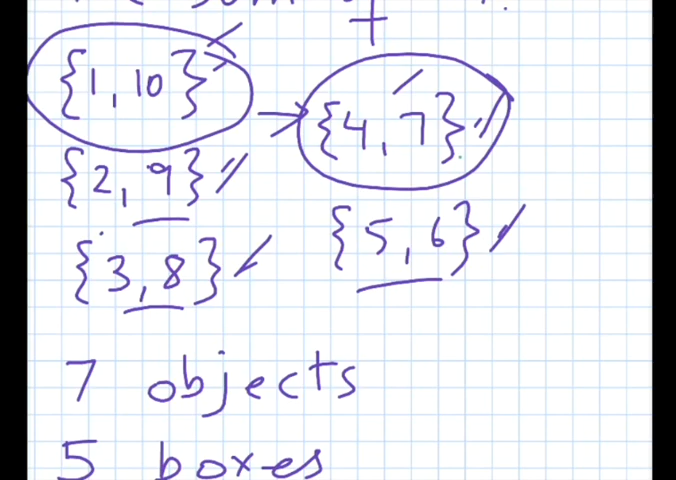 {1, 10} → {4, 7}
{2, 9}
{3, 8} {5, 6}
7 objects
5 boxes